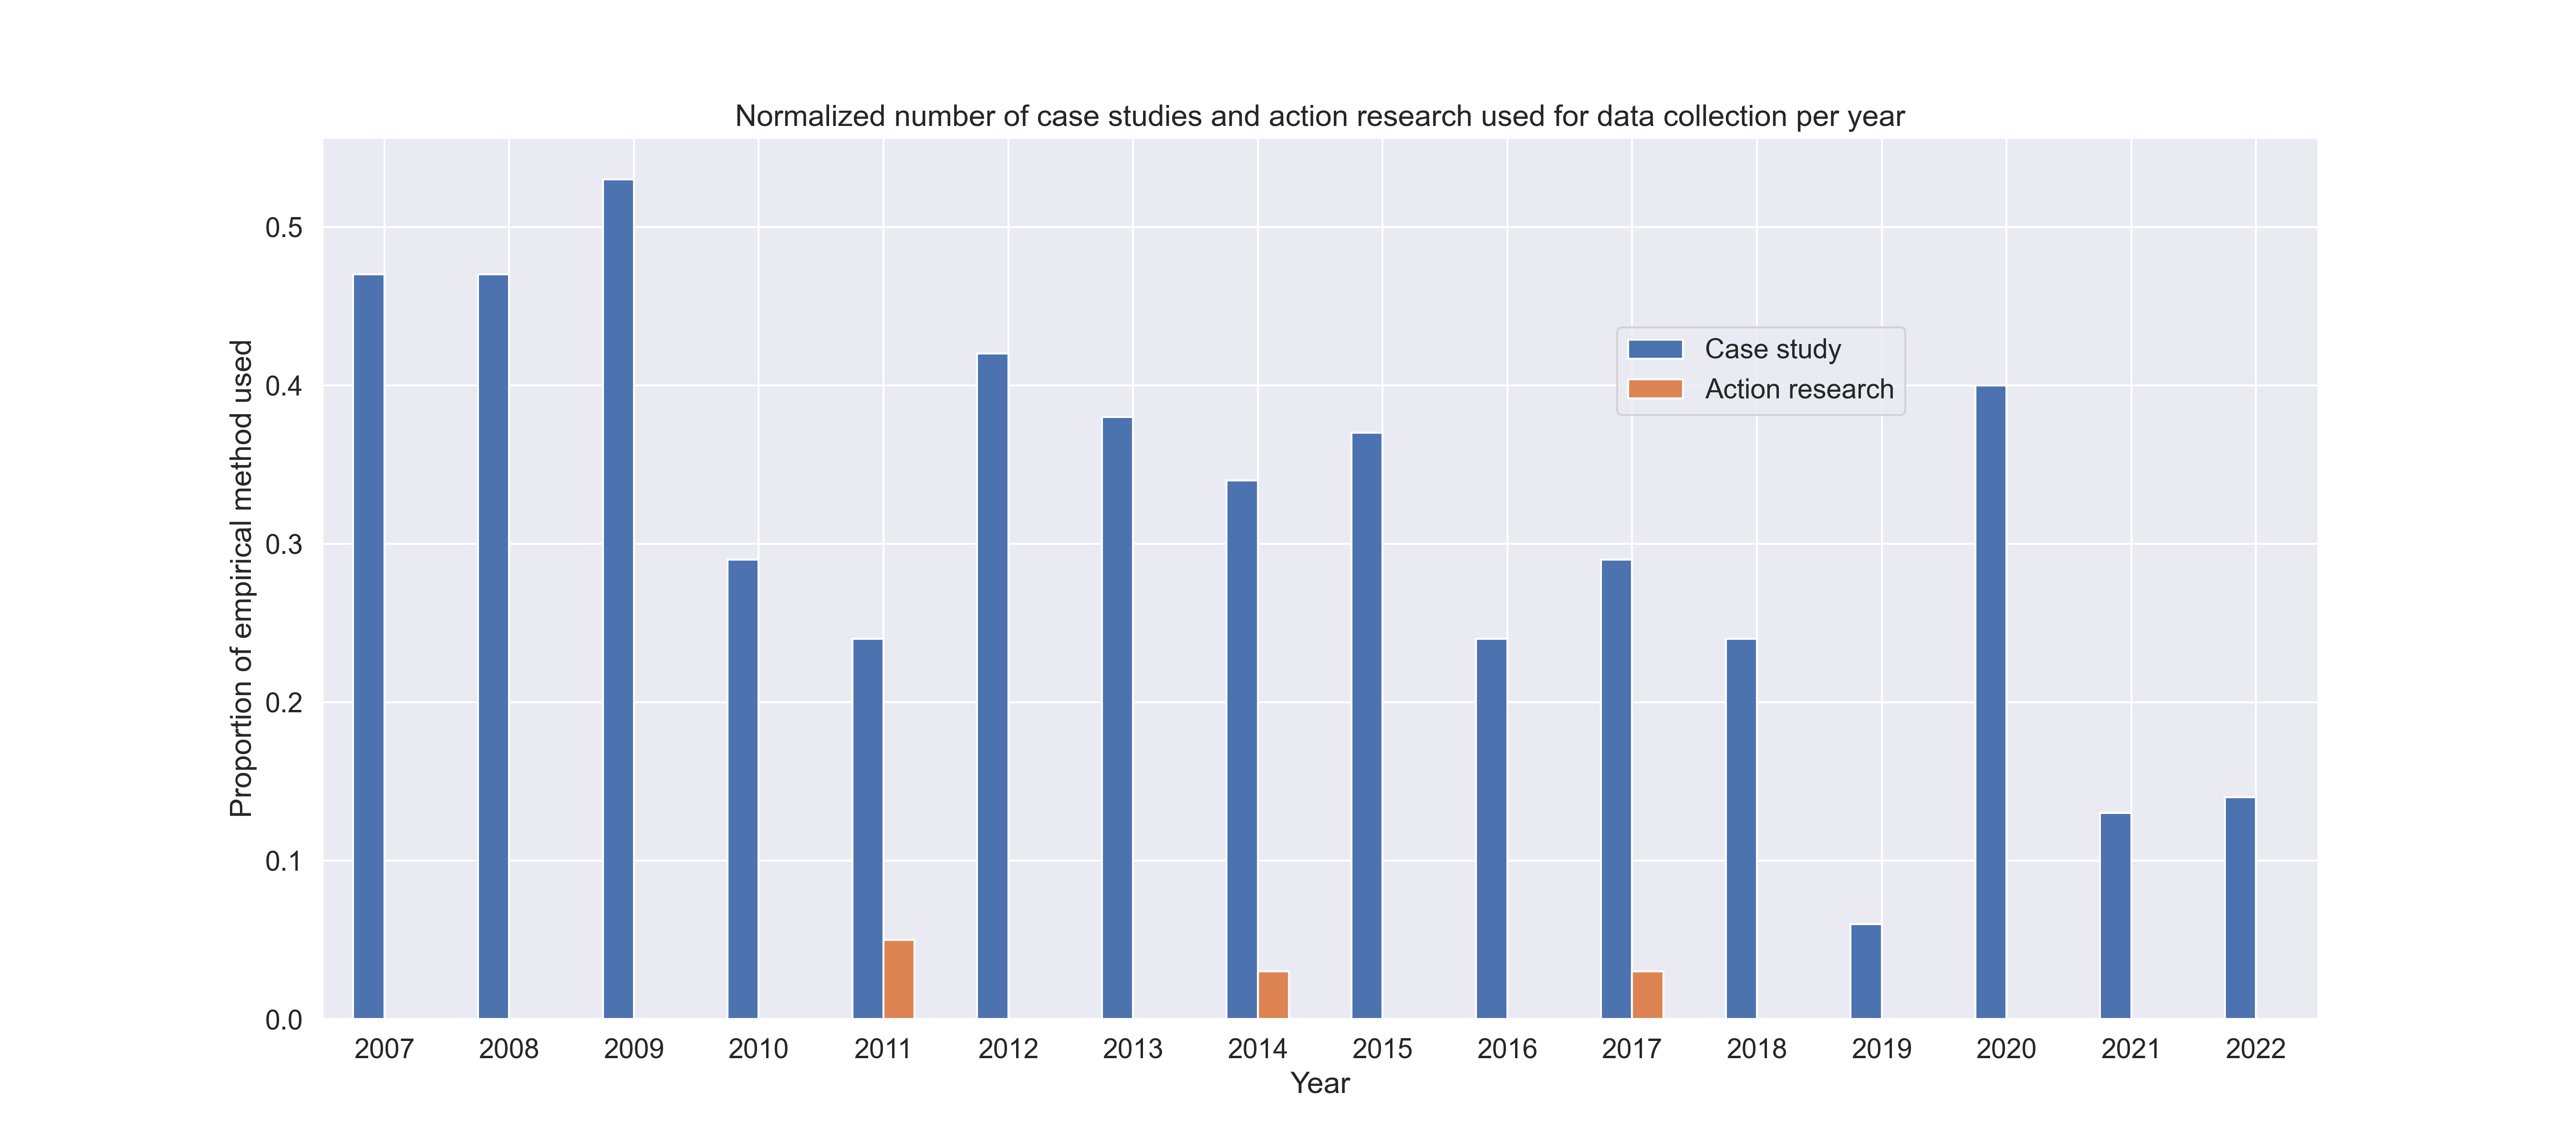 Normalized number of case studies and action research used for data collection per year
Proportion of empirical method used
0.5
0.4
0.3
0.2
0.1
0.0
Case study
Action research
2007 2008 2009 2010 2011 2012 2013 2014 2015 2016 2017 2018 2019 2020 2021 2022
Year